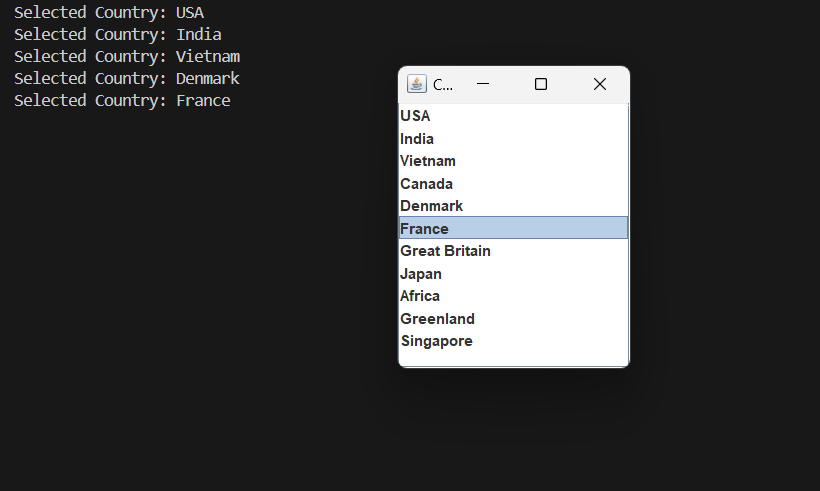 Selected Country: USA
Selected Country: India
Selected Country: Vietnam
Selected Country: Denmark
Selected Country: France
C...
USA
India
Vietnam
Canada
Denmark
France
Great Britain
Japan
Africa
Greenland
Singapore